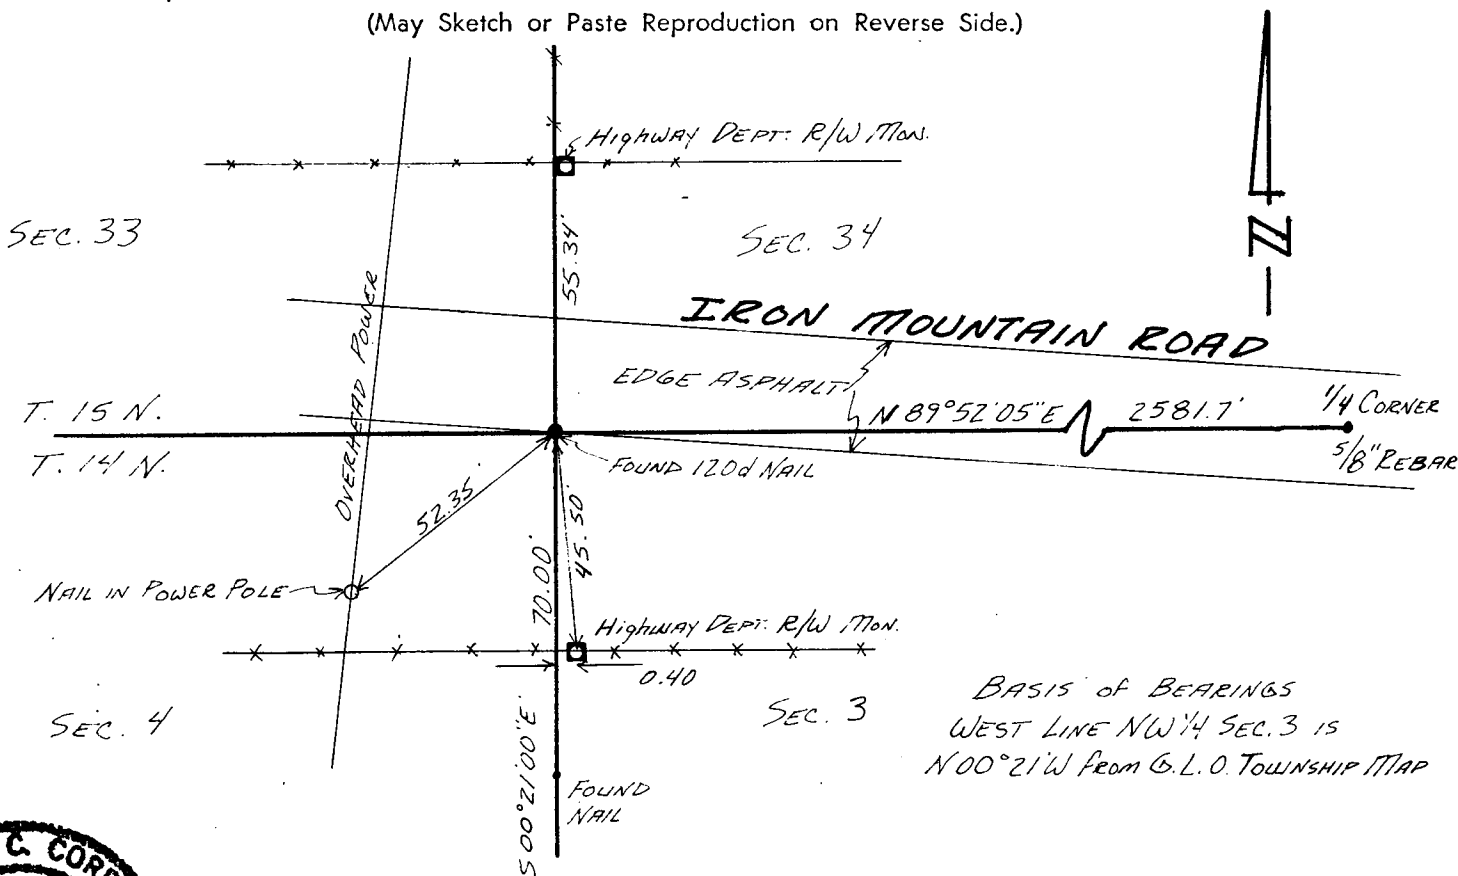 (May Sketch or Paste Reproduction on Reverse Side.)
Highway Dept. R/W Mon.
Sec. 33
55.34'
Sec. 34
N
IRON MOUNTAIN ROAD
Overhead Power
EDGE ASPHALT
T. 15 N.
N 89°52'05"E
2581.7'
1/4 CORNER
T. 14 N.
Found 120d Nail
5/8" REBAR
52.35
45.50'
70.00'
Nail in Power Pole
Highway Dept. R/W Mon.
0.40
Sec. 4
Sec. 3
S 00°21'00"E
Found
Nail
Basis of Bearings
West Line NW 1/4 Sec. 3 is
N00°21'W from G.L.O. Township Map
C. COR